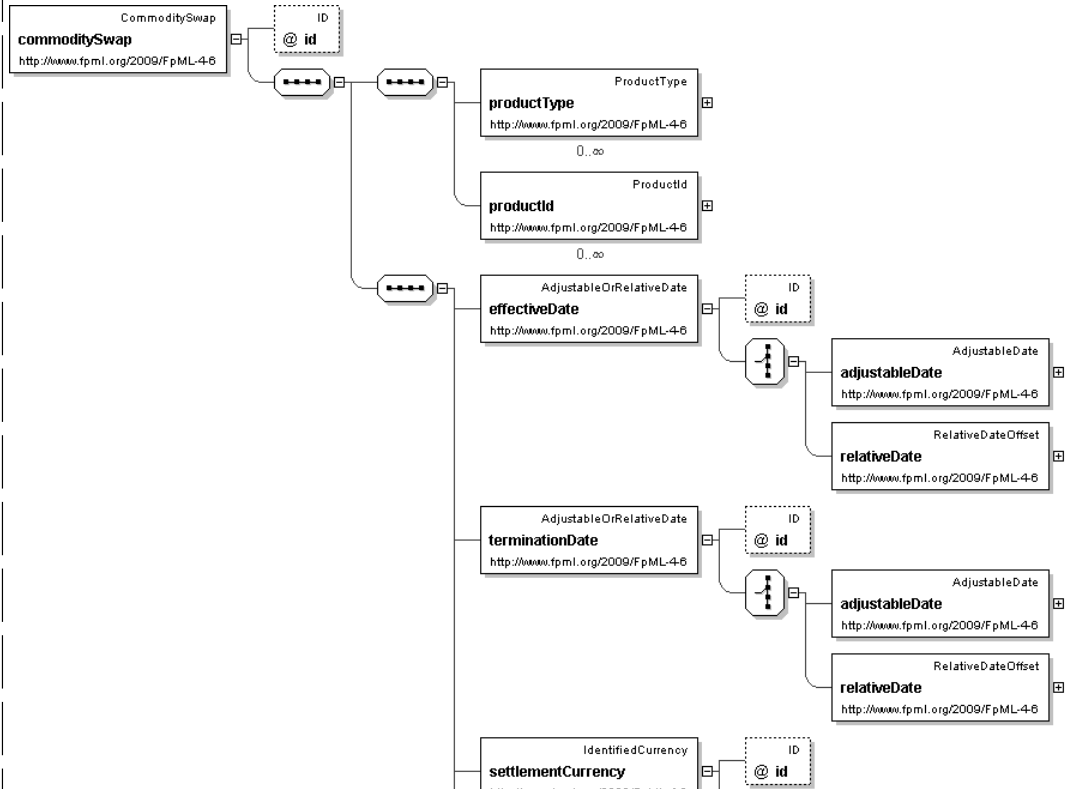 CommoditySwap
commoditySwap
http://www.fpml.org/2009/FpML-4-6
ID
@ id
ProductType
productType
http://www.fpml.org/2009/FpML-4-6
0..∞
ProductId
productId
http://www.fpml.org/2009/FpML-4-6
0..∞
AdjustableOrRelativeDate
effectiveDate
http://www.fpml.org/2009/FpML-4-6
ID
@ id
AdjustableDate
adjustableDate
http://www.fpml.org/2009/FpML-4-6
RelativeDateOffset
relativeDate
http://www.fpml.org/2009/FpML-4-6
AdjustableOrRelativeDate
terminationDate
http://www.fpml.org/2009/FpML-4-6
ID
@ id
AdjustableDate
adjustableDate
http://www.fpml.org/2009/FpML-4-6
RelativeDateOffset
relativeDate
http://www.fpml.org/2009/FpML-4-6
IdentifiedCurrency
settlementCurrency
ID
@ id